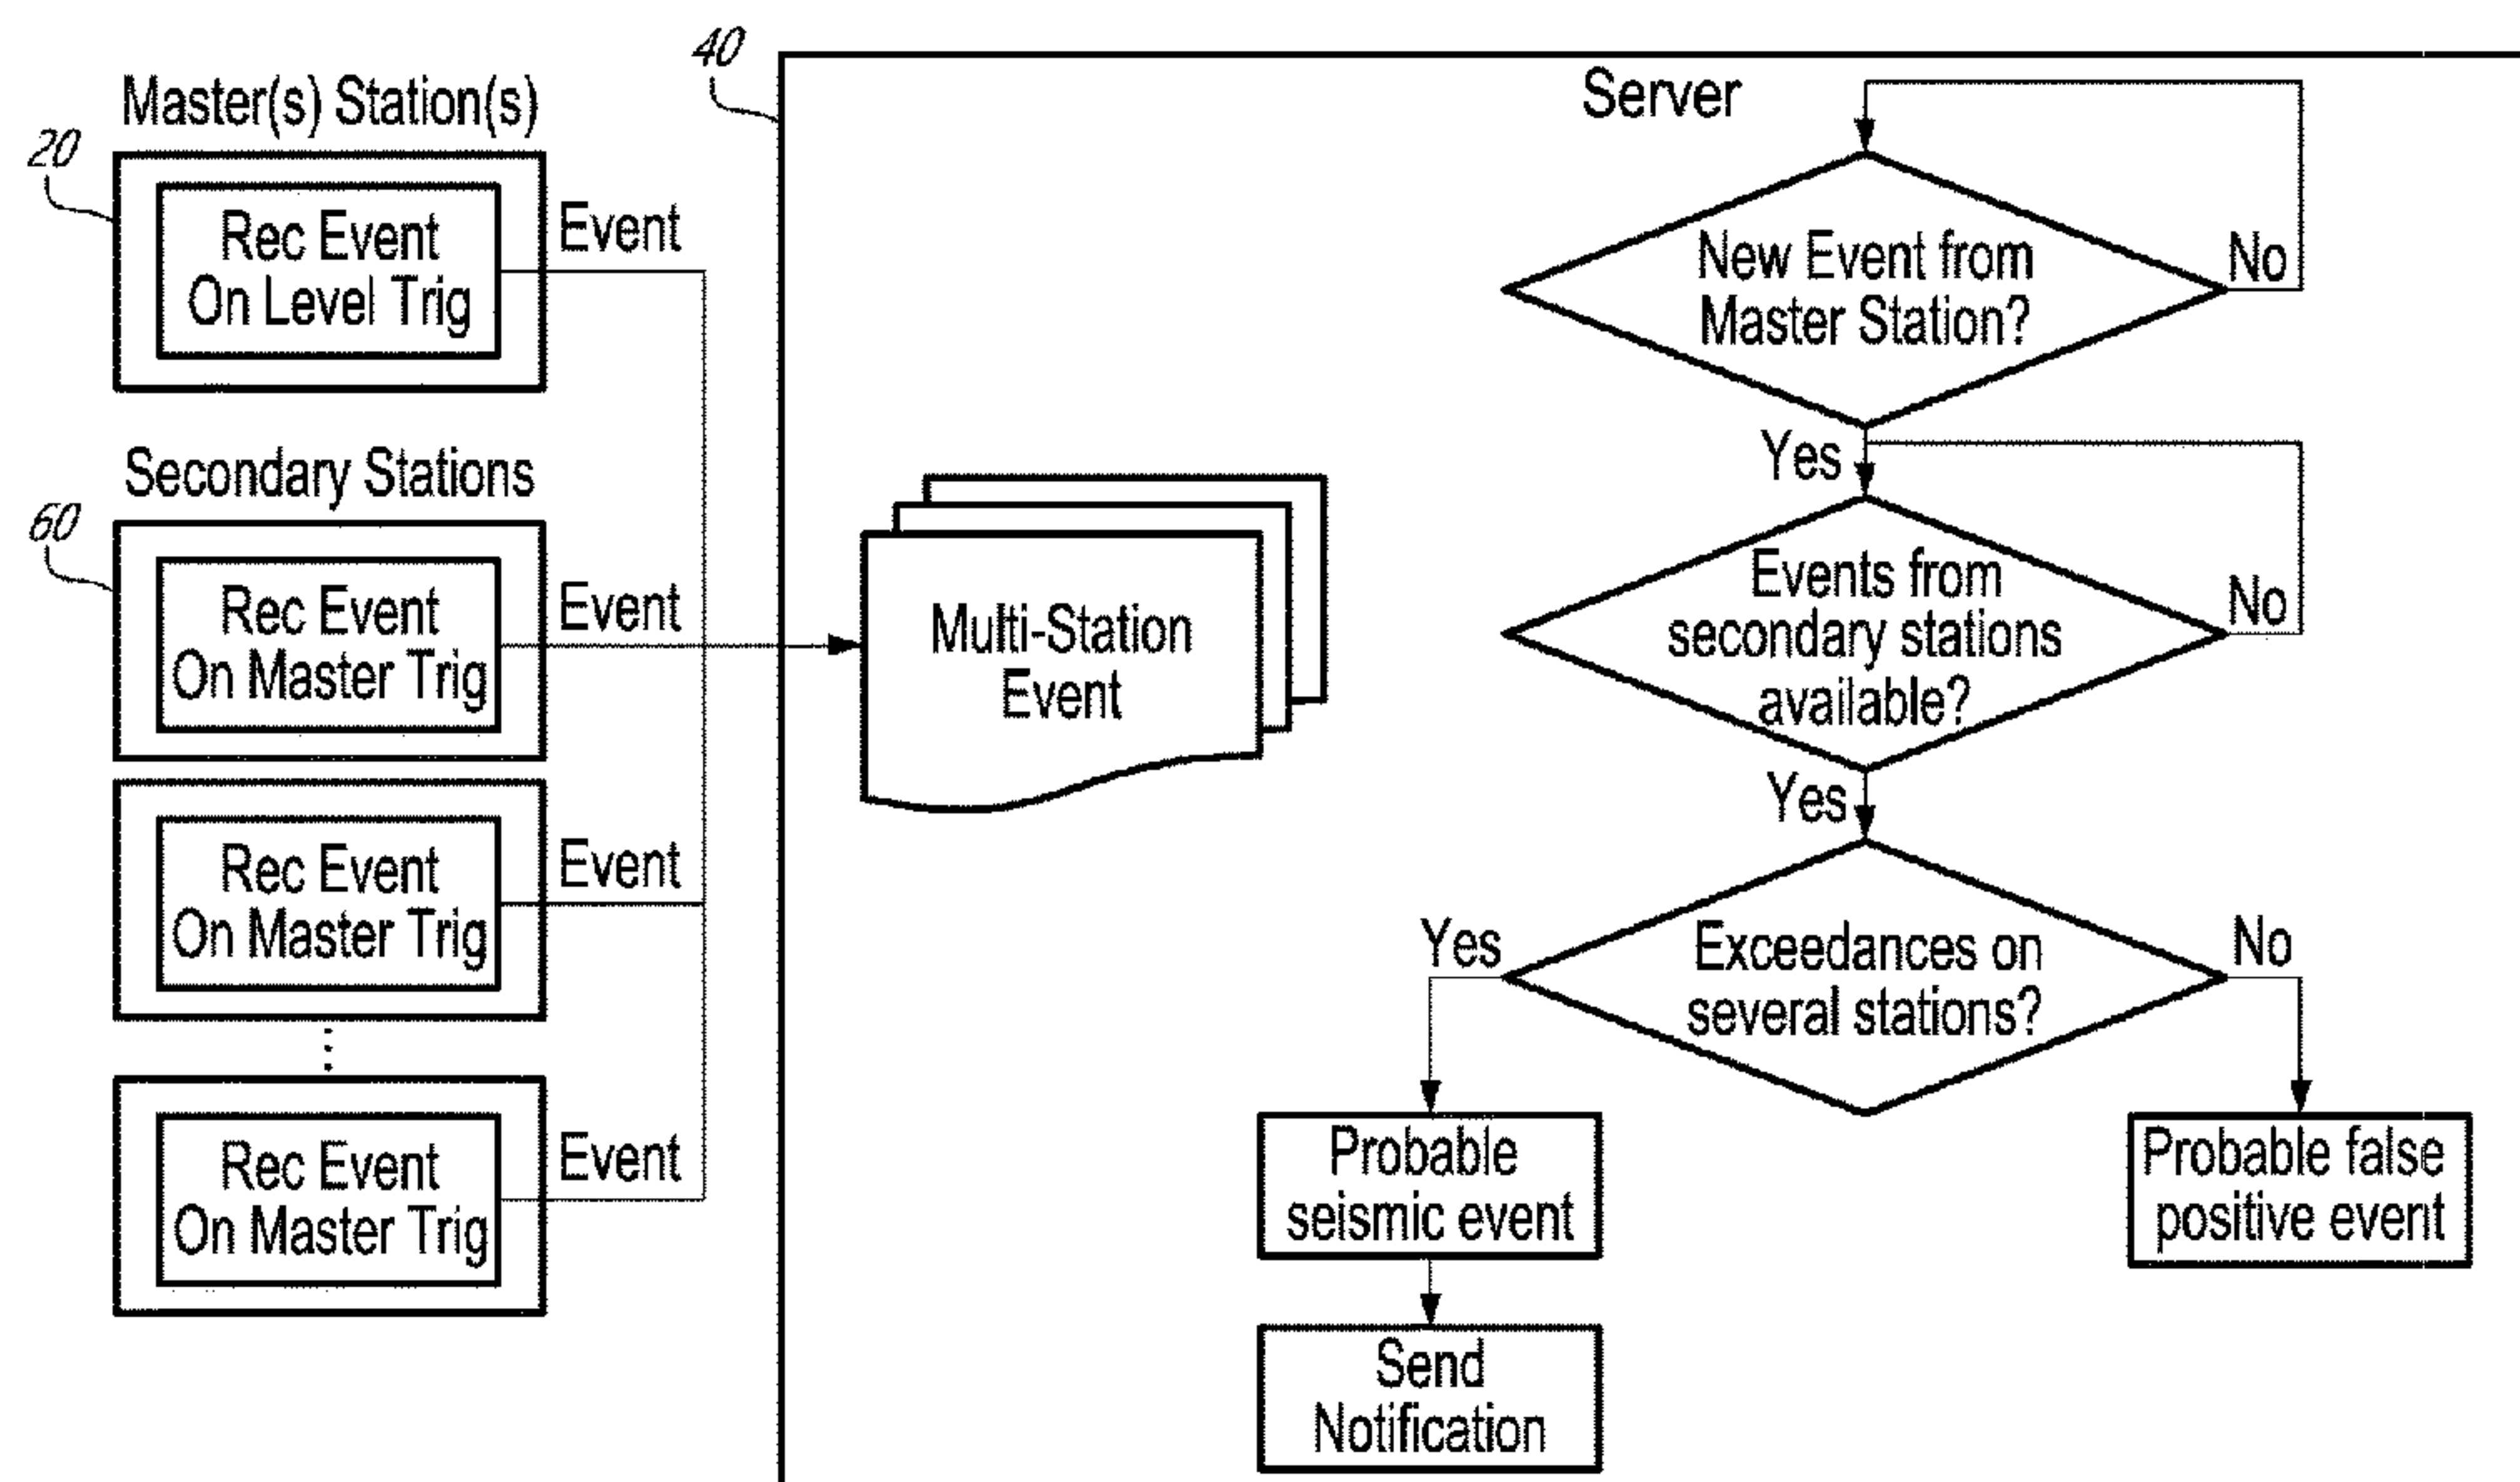 Master(s) Station(s)
20
Rec Event
On Level Trig
Event
Secondary Stations
60
Rec Event
On Master Trig
Event
Rec Event
On Master Trig
Event
Rec Event
On Master Trig
Event
40
Multi-Station
Event
Server
New Event from
Master Station?
No
Yes
Events from
secondary stations
available?
No
Yes
Exceedances on
several stations?
Yes
No
Probable
seismic event
Probable false
positive event
Send
Notification